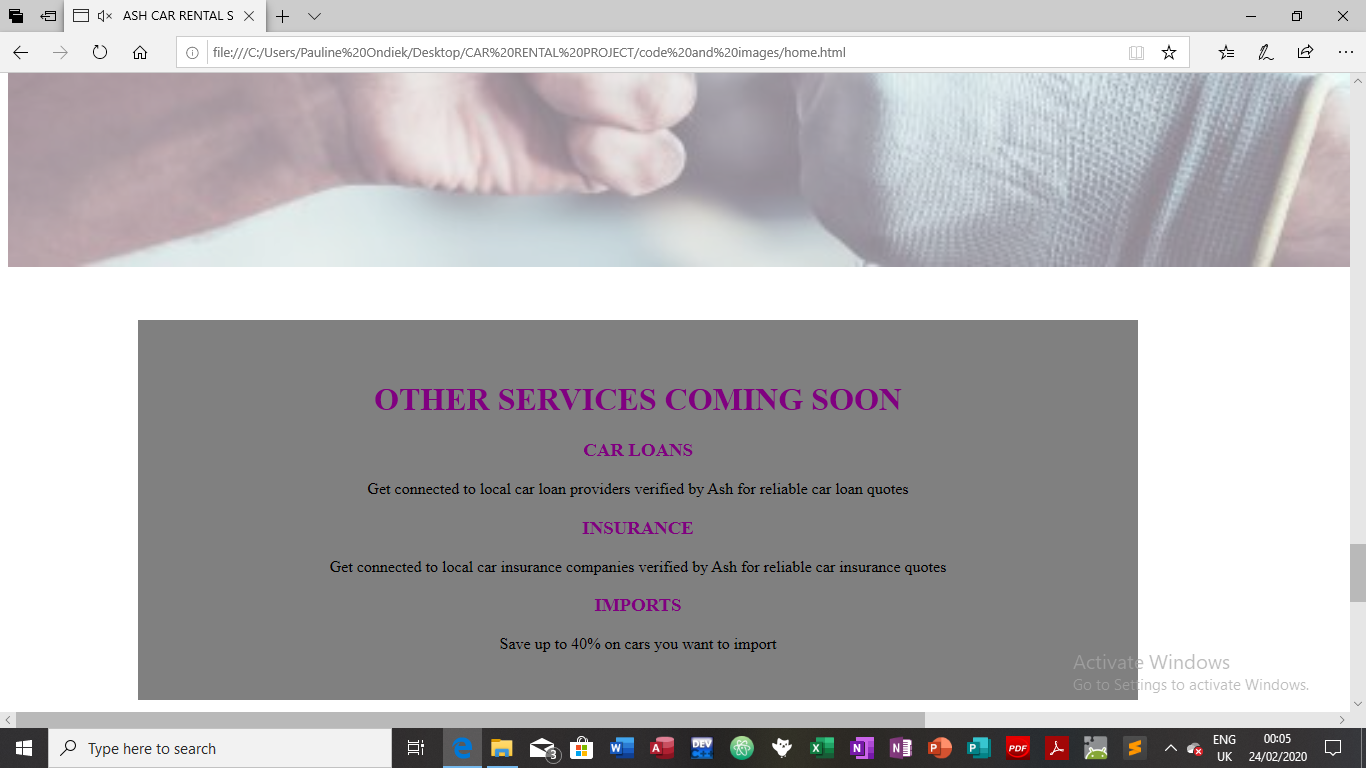 ASH CAR RENTAL S
file:///C:/Users/Pauline%20Ondiek/Desktop/CAR%20RENTAL%20PROJECT/code%20and%20images/home.html
OTHER SERVICES COMING SOON
CAR LOANS
Get connected to local car loan providers verified by Ash for reliable car loan quotes
INSURANCE
Get connected to local car insurance companies verified by Ash for reliable car insurance quotes
IMPORTS
Save up to 40% on cars you want to import
Activate Windows
Go to Settings to activate Windows.
Type here to search
3
W
A
DEV
X
N
N
P
P
PDF
ENG
UK
00:05
24/02/2020